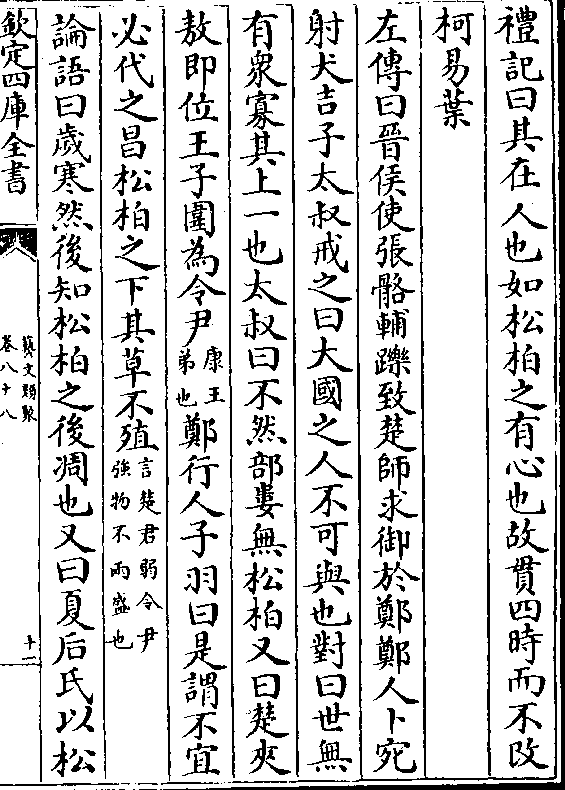 禮記曰其在人也如松柏之有心也故貫四時而不改
柯易葉
左傳曰晉侯使張骼輔躒致楚師求御於鄭鄭人卜宛
射犬吉子太叔戒之曰大國之人不可與也對曰世無
有衆寡其上一也太叔曰不然部婁無松柏又曰楚夾
敖即位王子圍為令尹康王弟也鄭行人子羽曰是謂不宜
必代之昌松柏之下其草不殖言楚君弱令尹強物不兩盛也
論語曰歲寒然後知松柏之後凋也又曰夏后氏以松
欽定四庫全書
藝文類聚
卷八十八
十二